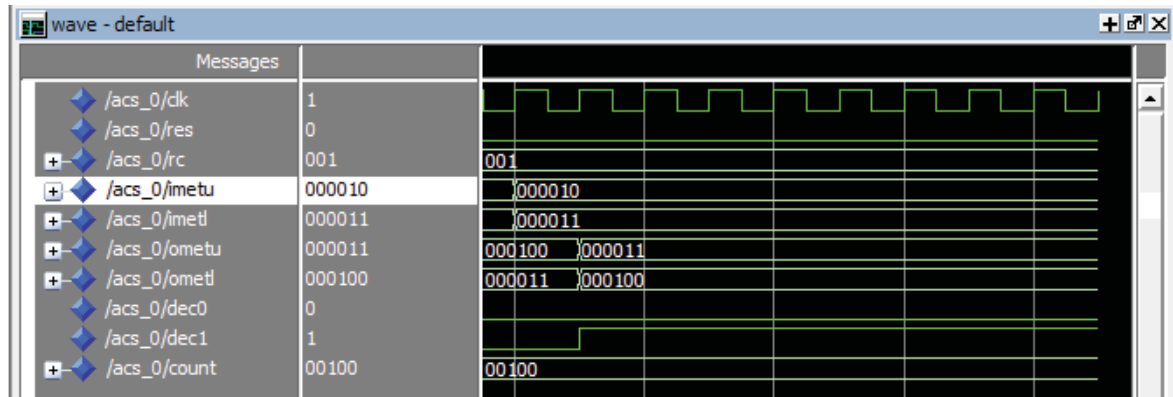 wave - default
Messages
/acs_0/clk 1
/acs_0/res 0
/acs_0/rc 001 001
/acs_0/imetu 000010 000010
/acs_0/imetl 000011 000011
/acs_0/ometu 000011 000100 000011
/acs_0/ometl 000100 000011 000100
/acs_0/dec0 0
/acs_0/dec1 1
/acs_0/count 00100 00100